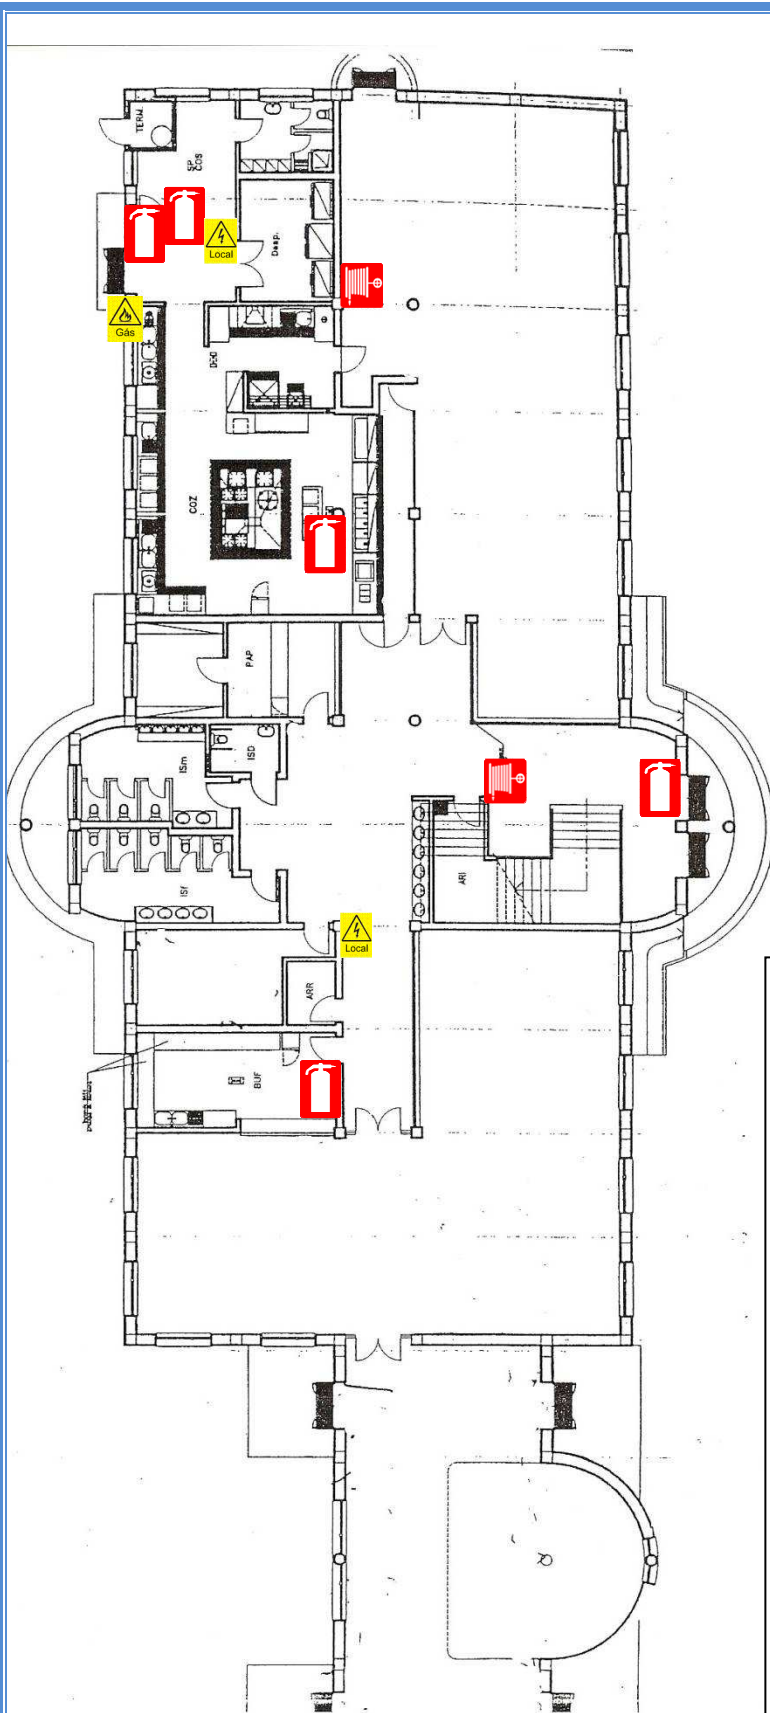 TERM.
SP
COS
Local
Desp.
Gás
COZ
PAP
ISD
ISm
ISf
ARI
Local
ARR
BUF